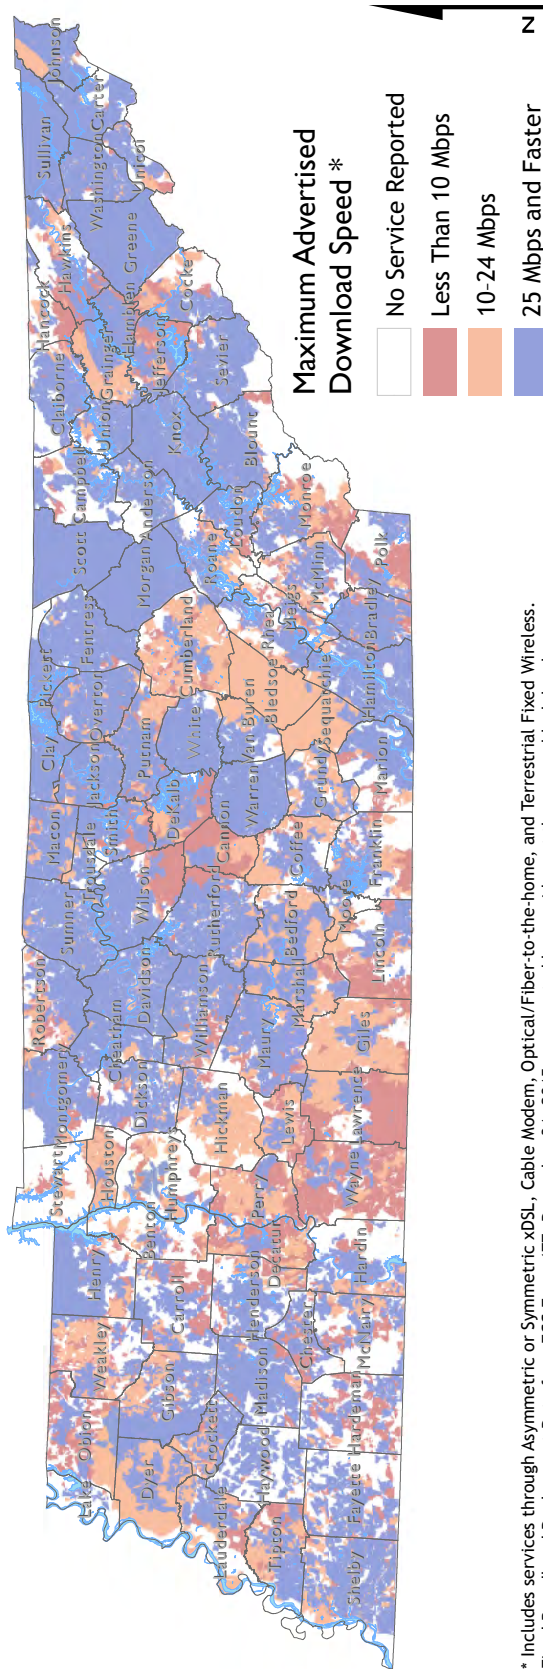 Johnson
Sullivan
Carter
Washington
Unicoi
Hawkins
Greene
Hancock
Hamblen
Cocke
Claiborne
Grainger
Jefferson
Union
Sevier
Campbell
Knox
Blount
Scott
Anderson
Loudon
Monroe
Morgan
Roane
McMinn
Polk
Fentress
Cumberland
Rhea
Meigs
Bradley
Pickett
Overton
White
Van Buren
Bledsoe
Sequatchie
Hamilton
Clay
Jackson
Putnam
Warren
Grundy
Marion
Macon
Smith
DeKalb
Cannon
Coffee
Franklin
Trousdale
Wilson
Rutherford
Moore
Sumner
Bedford
Lincoln
Robertson
Davidson
Williamson
Marshall
Cheatham
Maury
Giles
Montgomery
Dickson
Hickman
Lewis
Lawrence
Stewart
Houston
Humphreys
Perry
Wayne
Benton
Decatur
Henry
Carroll
Henderson
Hardin
Weakley
Chester
McNairy
Gibson
Madison
Obion
Crockett
Hardeman
Lake
Dyer
Haywood
Fayette
Lauderdale
Tipton
Shelby
Maximum Advertised
Download Speed *
No Service Reported
Less Than 10 Mbps
10-24 Mbps
25 Mbps and Faster
N
* Includes services through Asymmetric or Symmetric xDSL, Cable Modem, Optical/Fiber-to-the-home, and Terrestrial Fixed Wireless.